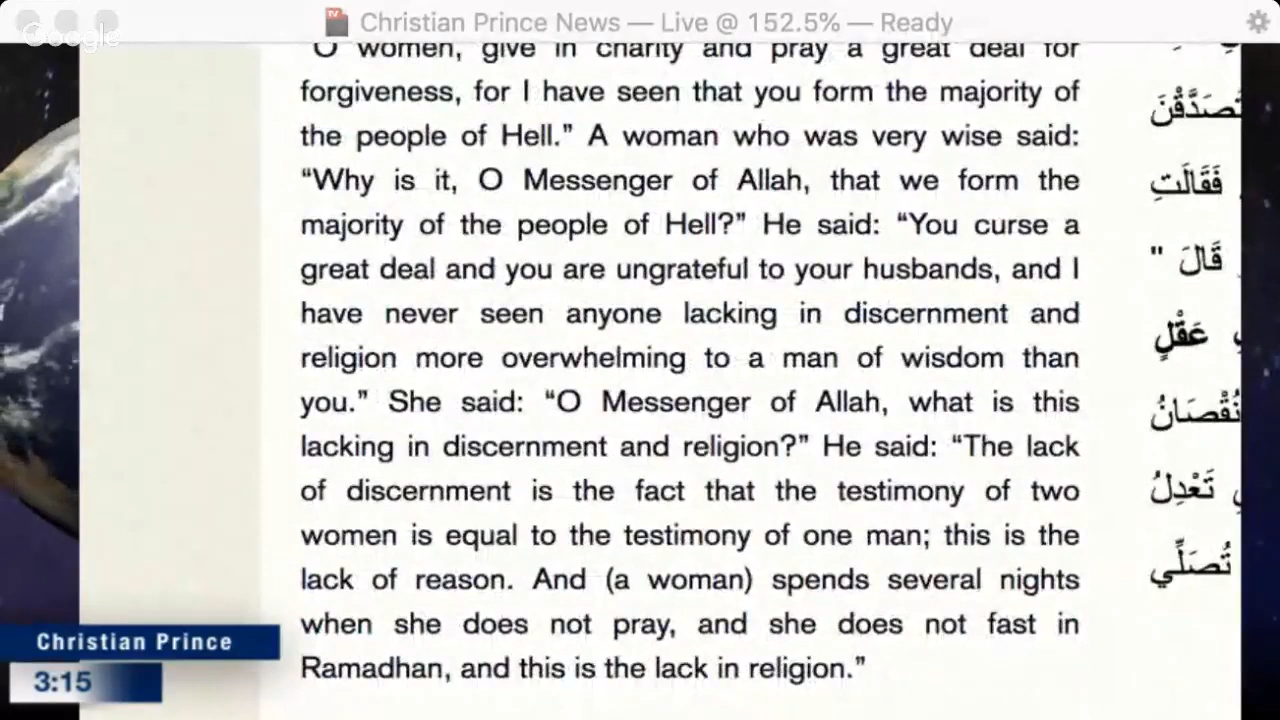 Christian Prince News — Live @ 152.5% — Ready
Google
"O women, give in charity and pray a great deal for
forgiveness, for I have seen that you form the majority of
the people of Hell.” A woman who was very wise said:
“Why is it, O Messenger of Allah, that we form the
majority of the people of Hell?” He said: “You curse a
great deal and you are ungrateful to your husbands, and I
have never seen anyone lacking in discernment and
religion more overwhelming to a man of wisdom than
you.” She said: “O Messenger of Allah, what is this
lacking in discernment and religion?” He said: “The lack
of discernment is the fact that the testimony of two
women is equal to the testimony of one man; this is the
lack of reason. And (a woman) spends several nights
when she does not pray, and she does not fast in
Ramadhan, and this is the lack in religion.”
تَصَدَّقْنَ
فَقَالَتِ
قَالَ "
عَقْلٍ
نُقْصَانُ
تَعْدِلُ
تُصَلِّي
Christian Prince
3:15